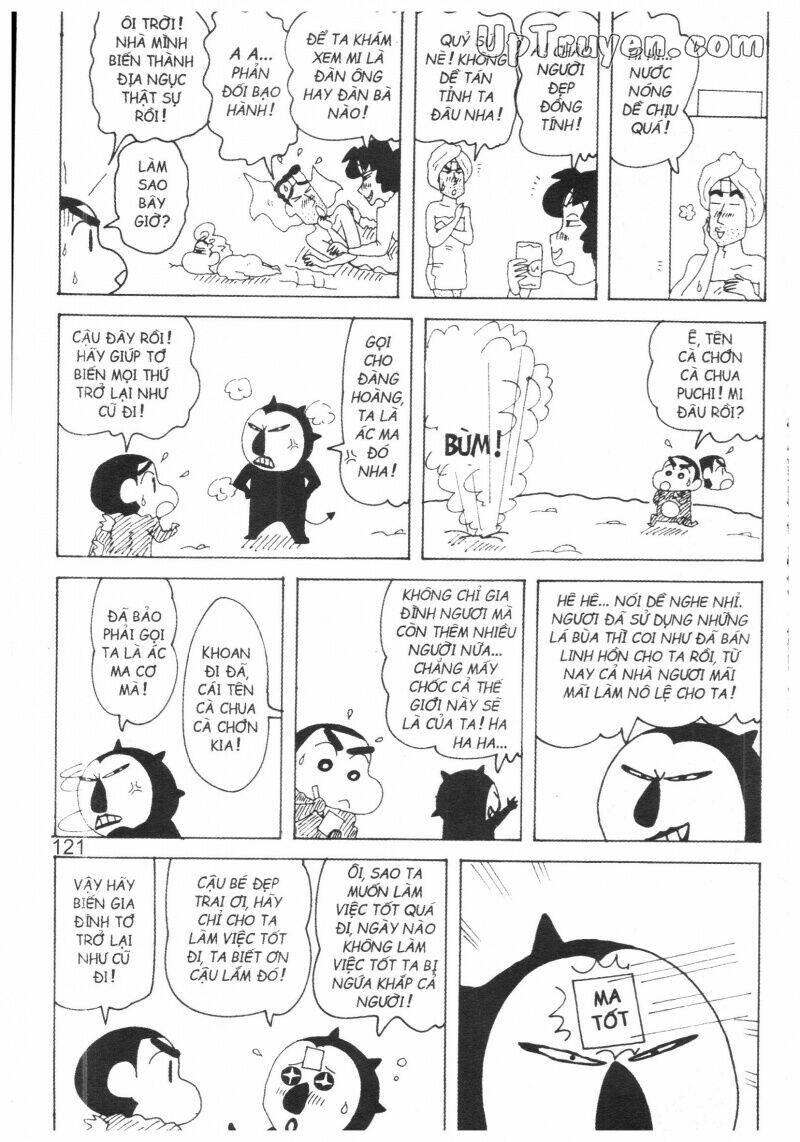 UpTruyen.com
NƯỚC
NÓNG
DỄ CHỊU
QUÁ!
CHÀO
NGƯỜI
ĐẸP
ĐỒNG
TÍNH!
QUỶ SỨ
NÈ! KHÔNG
DỄ TÁN
TỈNH TA
ĐÂU NHA!
ĐỂ TA KHÁM
XEM MI LÀ
ĐÀN ÔNG
HAY ĐÀN BÀ
NÀO!
A A...
PHẢN
ĐỐI BẠO
HÀNH!
ÔI TRỜI!
NHÀ MÌNH
BIẾN THÀNH
ĐỊA NGỤC
THẬT SỰ
RỒI!
LÀM
SAO
BÂY
GIỜ?
Ê, TÊN
CÀ CHỚN
CÀ CHUA
PUCHI! MI
ĐÂU RỒI?
BÙM!
GỌI
CHO
ĐÀNG
HOÀNG,
TA LÀ
ÁC MA
ĐÓ
NHA!
CẬU ĐÂY RỒI!
HÃY GIÚP TỚ
BIẾN MỌI THỨ
TRỞ LẠI NHƯ
CŨ ĐI!
HÊ HÊ... NÓI DỄ NGHE NHỈ.
NGƯƠI ĐÃ SỬ DỤNG NHỮNG
LÁ BÙA THÌ COI NHƯ ĐÃ BÁN
LINH HỒN CHO TA RỒI, TỪ
NAY CẢ NHÀ NGƯƠI MÃI
MÃI LÀM NÔ LỆ CHO TA!
KHÔNG CHỈ GIA
ĐÌNH NGƯƠI MÀ
CÒN THÊM NHIỀU
NGƯỜI NỮA...
CHẲNG MẤY
CHỐC CẢ THẾ
GIỚI NÀY SẼ
LÀ CỦA TA! HA
HA HA...
KHOAN
ĐI ĐÃ,
CÁI TÊN
CÀ CHUA
CÀ CHỚN
KIA!
ĐÃ BẢO
PHẢI GỌI
TA LÀ ÁC
MA CƠ
MÀ!
121
MA
TỐT
ÔI, SAO TA
MUỐN LÀM
VIỆC TỐT QUÁ
ĐI, NGÀY NÀO
KHÔNG LÀM
VIỆC TỐT TA BỊ
NGỨA KHẮP CẢ
NGƯỜI!
CẬU BÉ ĐẸP
TRAI ƠI, HÃY
CHỈ CHO TA
LÀM VIỆC TỐT
ĐI, TA BIẾT ƠN
CẬU LẮM ĐÓ!
VẬY HÃY
BIẾN GIA
ĐÌNH TỚ
TRỞ LẠI
NHƯ CŨ
ĐI!